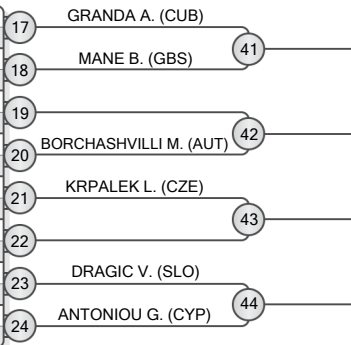 17
GRANDA A. (CUB)
41
18
MANE B. (GBS)
19
42
20
BORCHASHVILLI M. (AUT)
21
KRPALEK L. (CZE)
43
22
23
DRAGIC V. (SLO)
44
24
ANTONIOU G. (CYP)